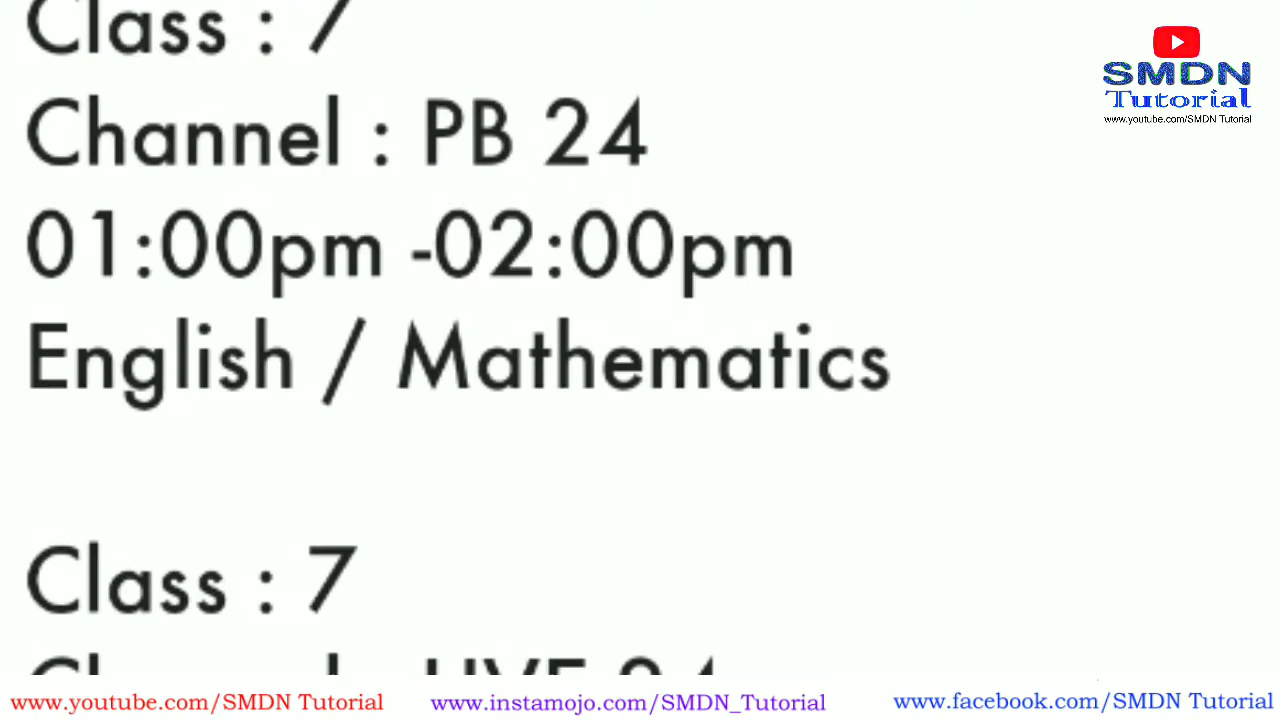 Class : 7
SMDN
Tutorial
www.youtube.com/SMDN Tutorial
Channel : PB 24
01:00pm -02:00pm
English / Mathematics
Class : 7
www.youtube.com/SMDN Tutorial
www.instamojo.com/SMDN_Tutorial
www.facebook.com/SMDN Tutorial